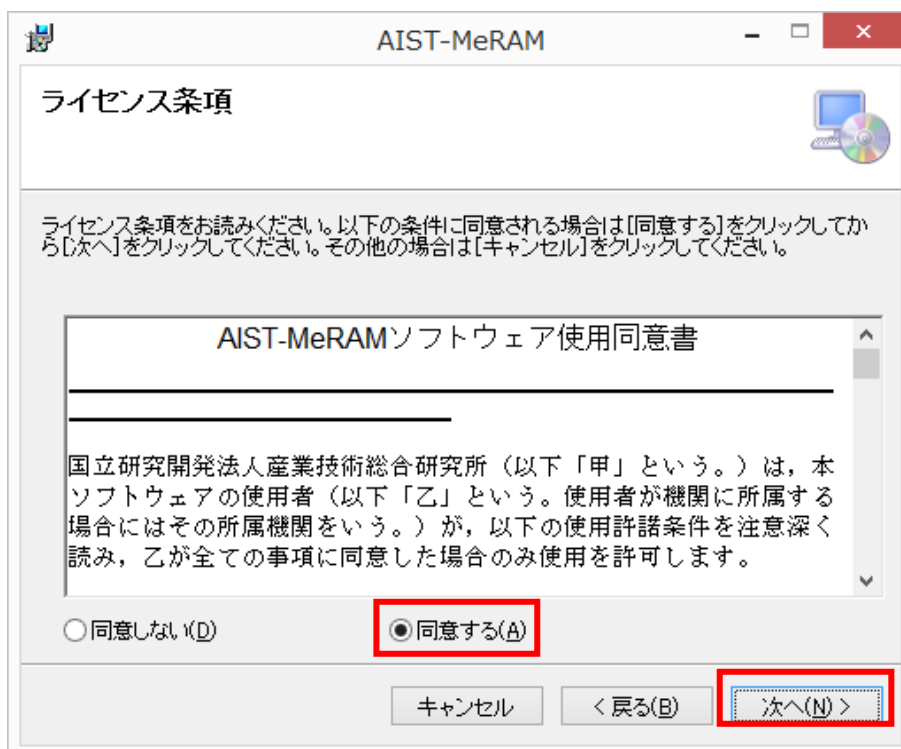 AIST-MeRAM
ライセンス条項
ライセンス条項をお読みください。以下の条件に同意される場合は[同意する]をクリックしてか
ら[次へ]をクリックしてください。その他の場合は[キャンセル]をクリックしてください。
AIST-MeRAMソフトウェア使用同意書
国立研究開発法人産業技術総合研究所（以下「甲」という。）は，本
ソフトウェアの使用者（以下「乙」という。使用者が機関に所属する
場合にはその所属機関をいう。）が，以下の使用許諾条件を注意深く
読み，乙が全ての事項に同意した場合のみ使用を許可します。
同意しない(D)
同意する(A)
キャンセル
< 戻る(B)
次へ(N) >